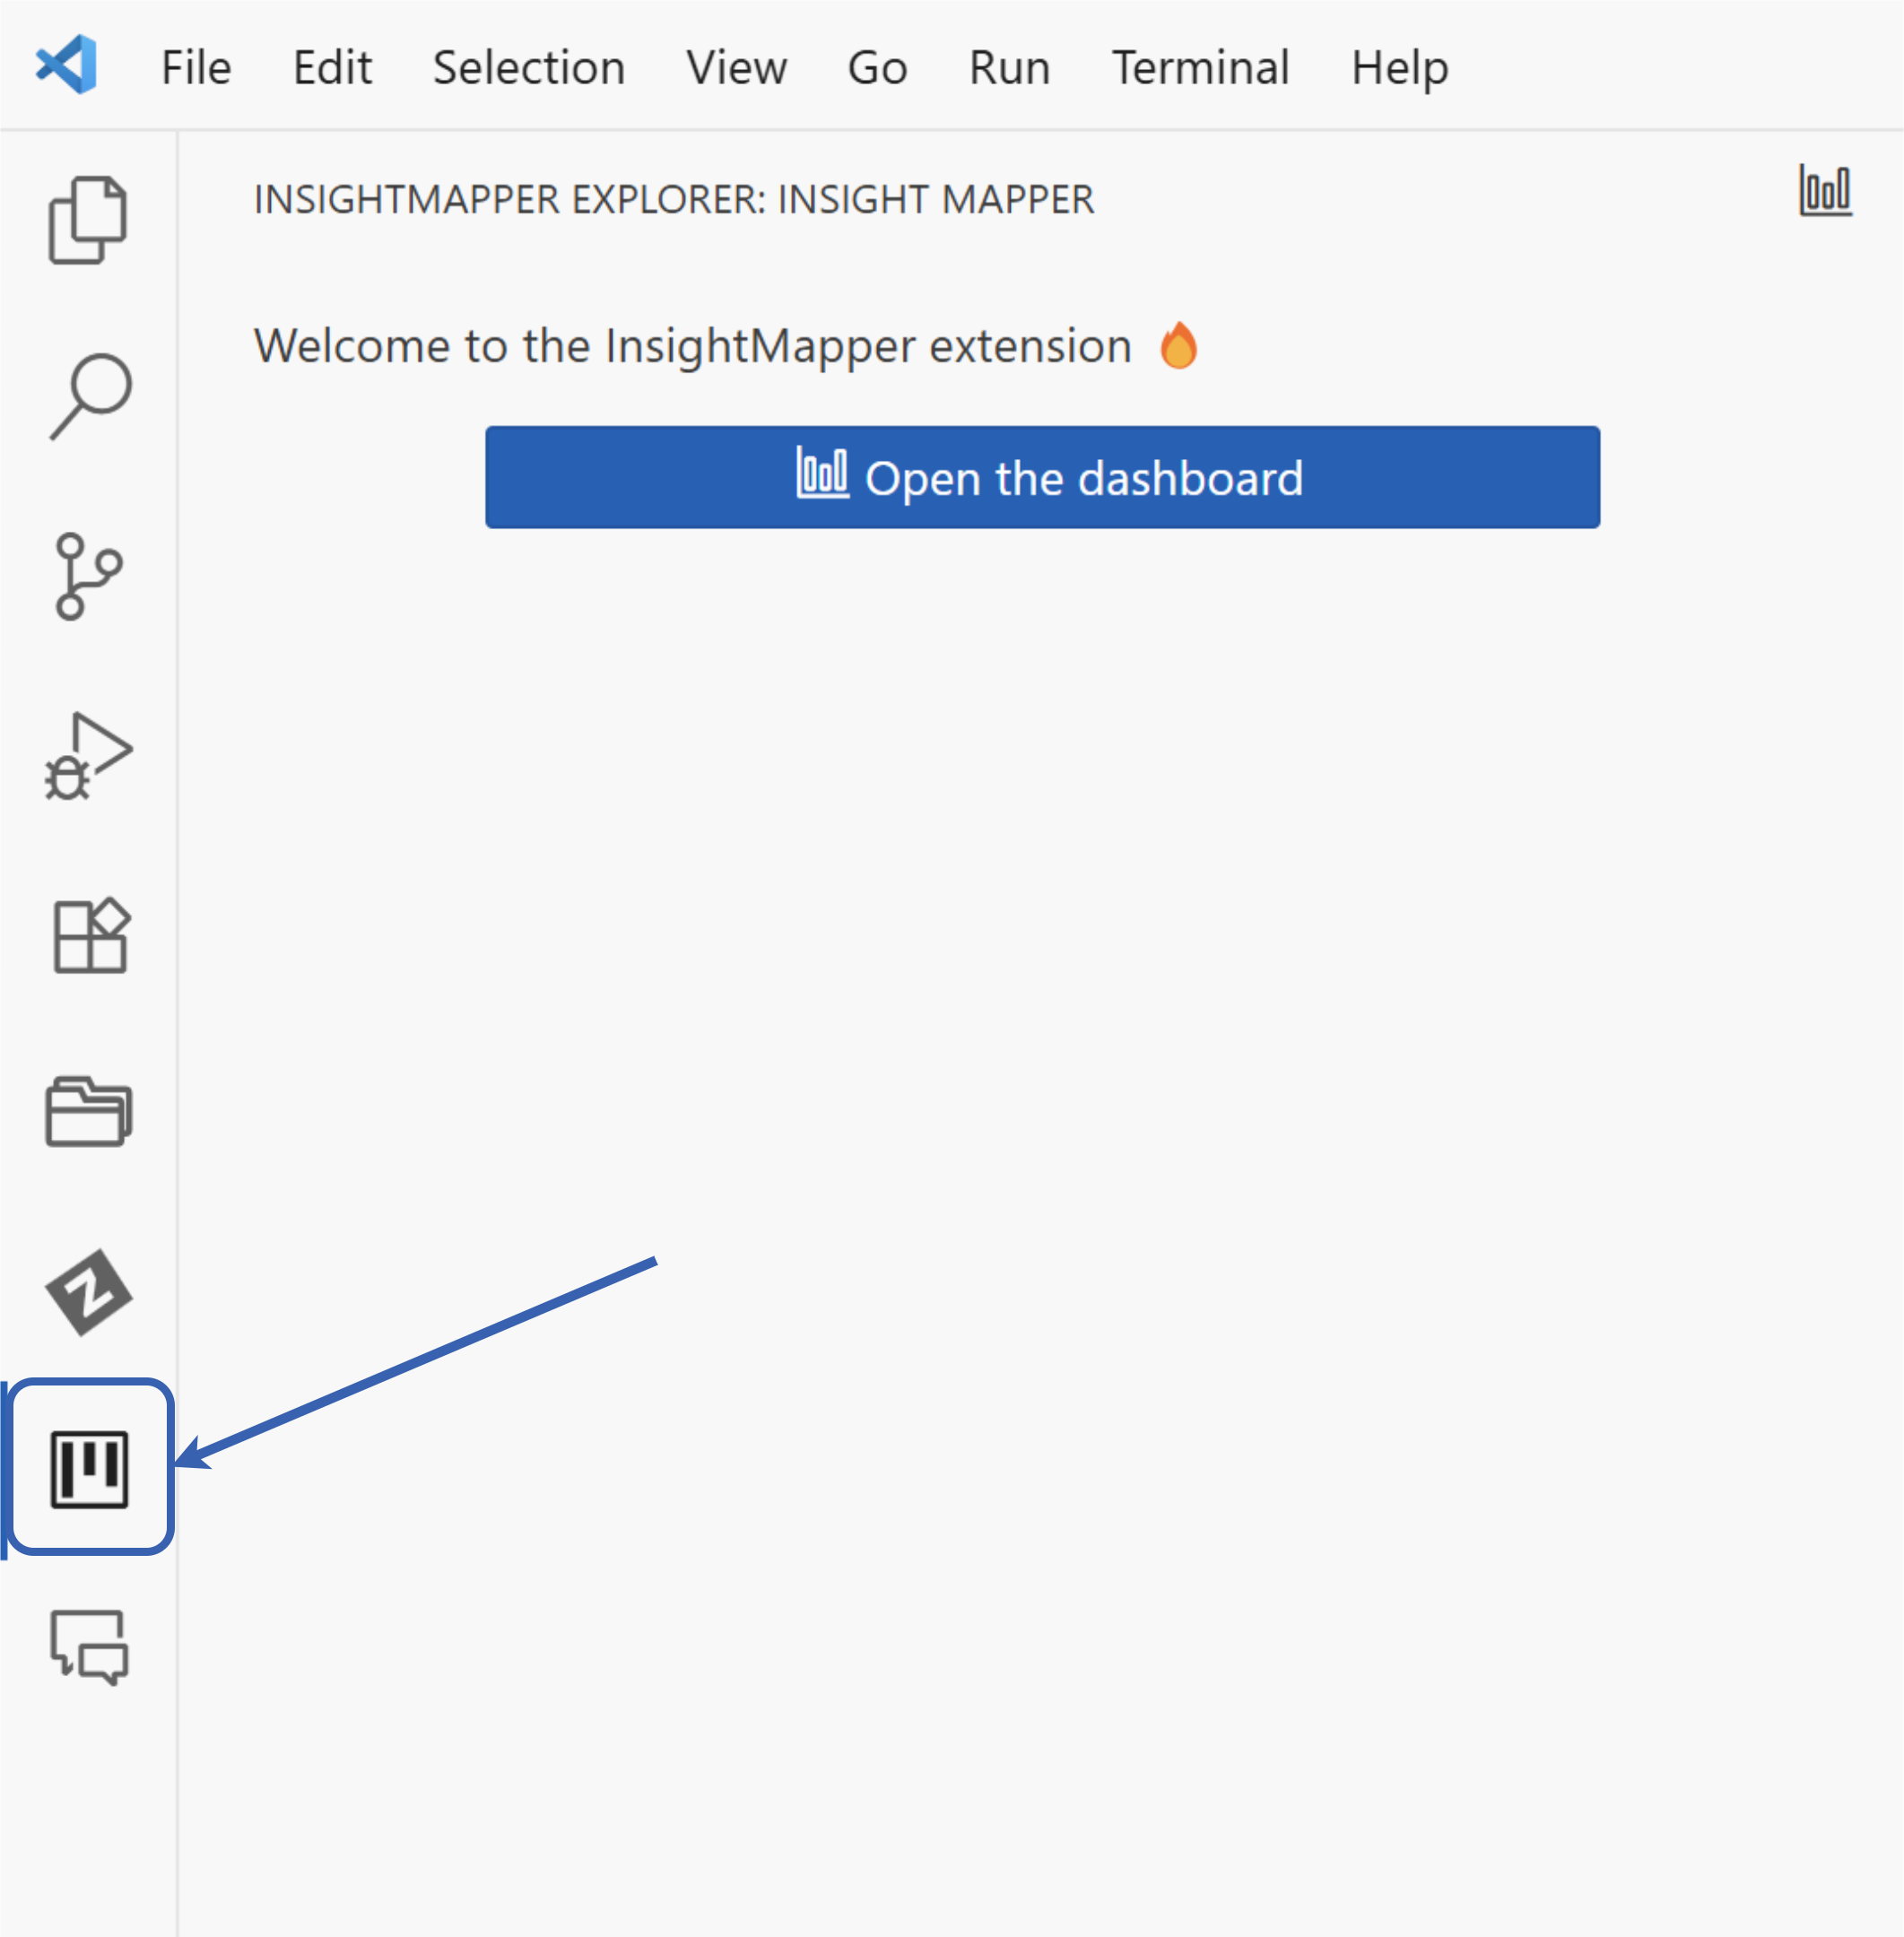 File Edit Selection View Go Run Terminal Help
INSIGHTMAPPER EXPLORER: INSIGHT MAPPER
Welcome to the InsightMapper extension 🔥
Open the dashboard
Z